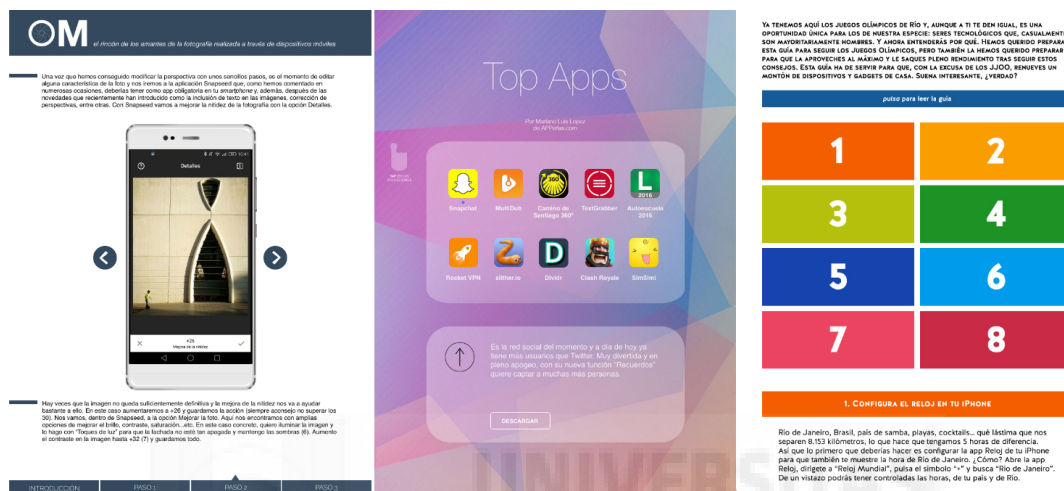 OM
el rincón de los amantes de la fotografía realizada a través de dispositivos móviles
Una vez que hemos conseguido modificar la perspectiva con unos sencillos pasos, es el momento de editar
alguna característica de la foto y nos iremos a la aplicación Snapseed que, como hemos comentado en
numerosas ocasiones, deberías tener como app obligatoria en tu smartphone y, además, después de las
novedades que recientemente han introducido como la inclusión de texto en las imágenes, corrección de
perspectivas, entre otras. Con Snapseed vamos a mejorar la nitidez de la fotografía con la opción Detalles.
10:41
Detalles
+26
Mejora de la nitidez
Hay veces que la imagen no queda suficientemente definitiva y le mejora de la nitidez nos va a ayudar
bastante a ello. En este caso aumentaremos a +26 y guardamos la acción (siempre aconsejo no superar los
30). Nos vamos, dentro de Snapseed, a la opción Mejorar la foto. Aquí nos encontramos con amplias
opciones de mejorar el brillo, contraste, saturación...etc. En este caso concreto, quiero iluminar la imagen y
lo hago con "Toques de luz" para que la fachada no esté tan apagada y mantengo las sombras (6). Aumento
el contraste en la imagen hasta +32 (7) y guardamos todo.
INTRODUCCIÓN
PASO 1
PASO 2
PASO 3
Top Apps
Por Mariano Luis López
de APPeñas.com
Snapchat
MultiDub
Camino de
Santiago 360º
TextGrabber
Autoescuela
2016
360º
L
2016
Rocket VPN
slither.io
Dividr
Clash Royale
SimSimi
Es la red social del momento y a día de hoy ya
tiene más usuarios que Twitter. Muy divertida y en
pleno apogeo, con su nueva función "Recuerdos"
quiere captar a muchas más personas.
DESCARGAR
Ya tenemos aquí los juegos olímpicos de Río y, aunque a ti te den igual, es una
oportunidad única para los de nuestra especie: seres tecnológicos que, casualmente
son mayoritariamente hombres. Y ahora entenderás por qué. Hemos querido prepara
esta guía para seguir los Juegos Olímpicos, pero también la hemos querido preparar
para que la aproveches al máximo y le saques pleno rendimiento tras seguir estos
consejos. Esta guía ha de servir para que, con la excusa de los JJOO, renueves un
montón de dispositivos y gadgets de casa. Suena interesante, ¿verdad?
pulsa para leer la guía
1
2
3
4
5
6
7
8
1. Configura el reloj en tu iPhone
Río de Janeiro, Brasil, país de samba, playas, cocktails... qué lástima que nos
separen 8.153 kilómetros, lo que hace que tengamos 5 horas de diferencia.
Así que lo primero que deberías hacer es configurar la app Reloj de tu iPhone
para que también te muestre la hora de Río de Janeiro. ¿Cómo? Abre la app
Reloj, dirígete a "Reloj Mundial", pulsa el símbolo "+" y busca "Río de Janeiro".
De un vistazo podrás tener controladas las horas, de tu país y de Río.